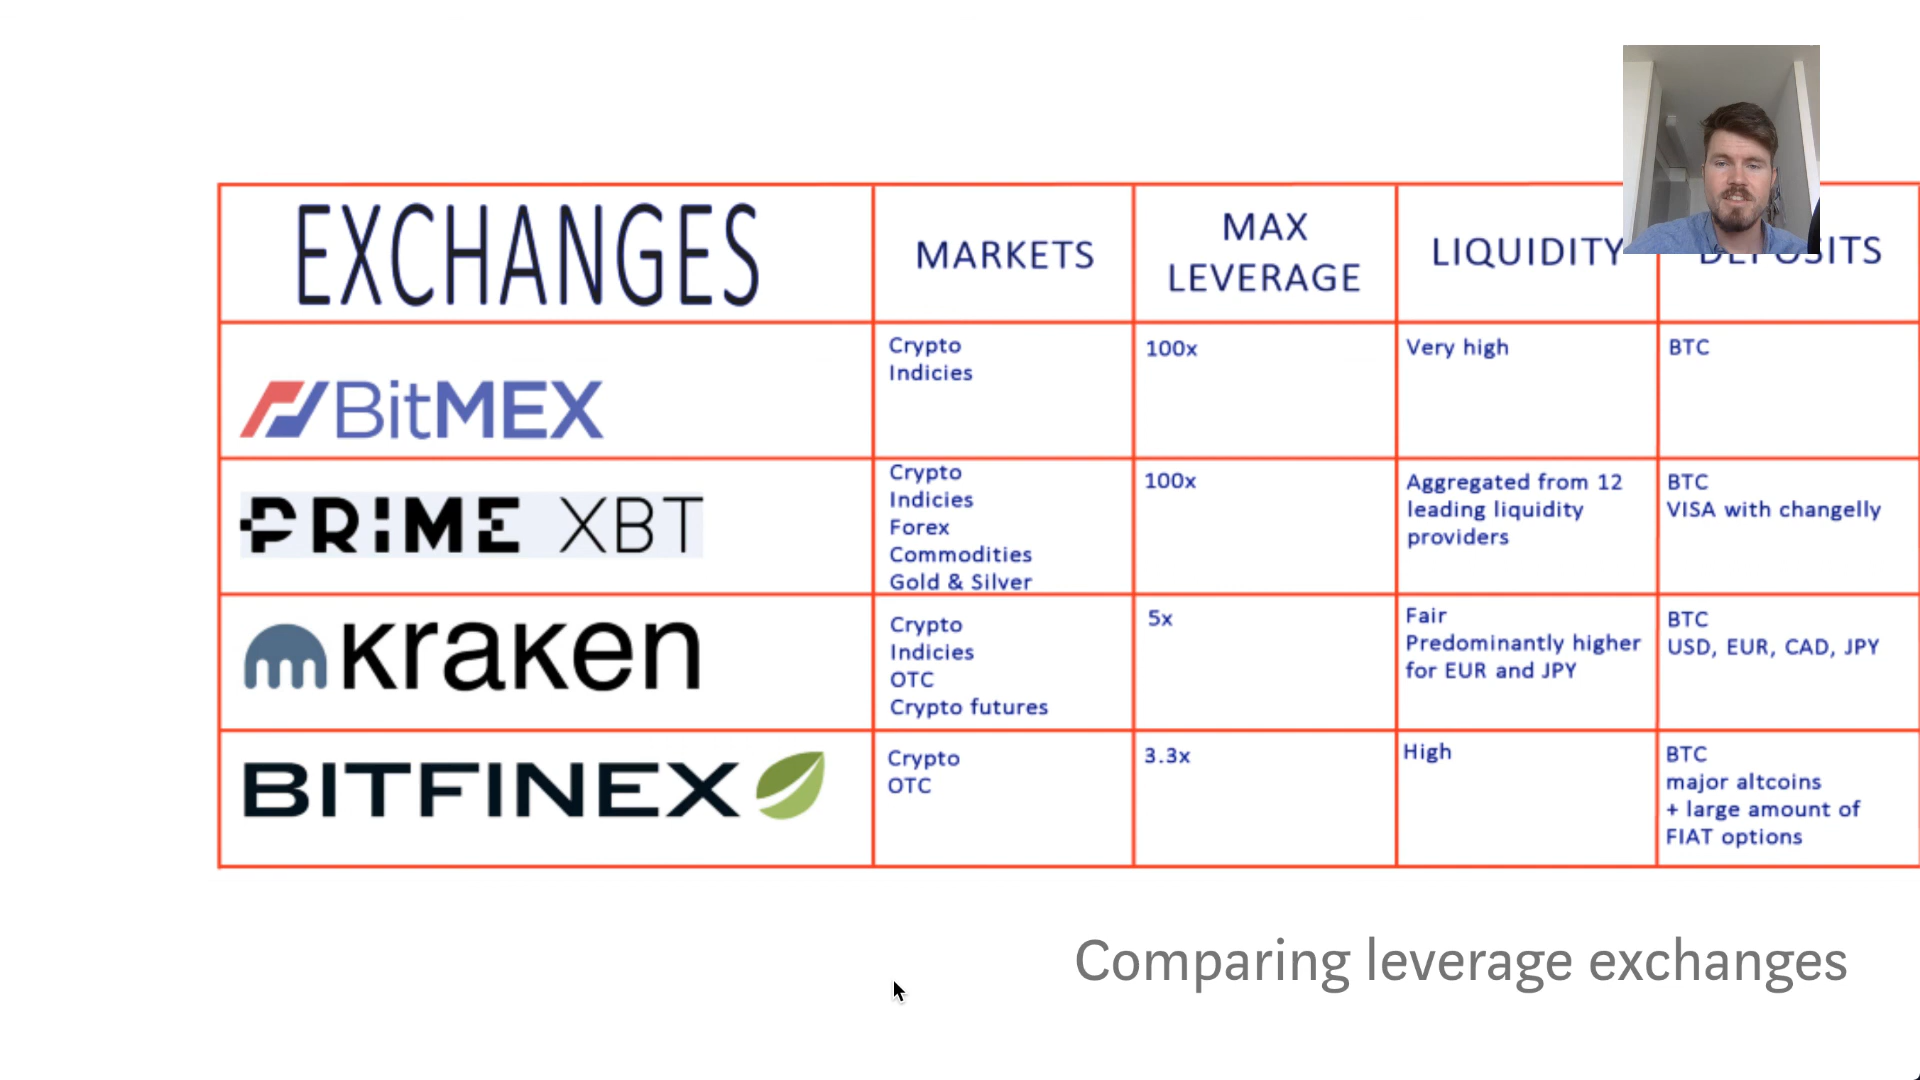 EXCHANGES
MARKETS
MAX
LEVERAGE
LIQUIDITY
DEPOSITS
BitMEX
Crypto
Indicies
100x
Very high
BTC
PRIME XBT
Crypto
Indicies
Forex
Commodities
Gold & Silver
100x
Aggregated from 12
leading liquidity
providers
BTC
VISA with changelly
kraken
Crypto
Indicies
OTC
Crypto futures
5x
Fair
Predominantly higher
for EUR and JPY
BTC
USD, EUR, CAD, JPY
BITFINEX
Crypto
OTC
3.3x
High
BTC
major altcoins
+ large amount of
FIAT options
Comparing leverage exchanges